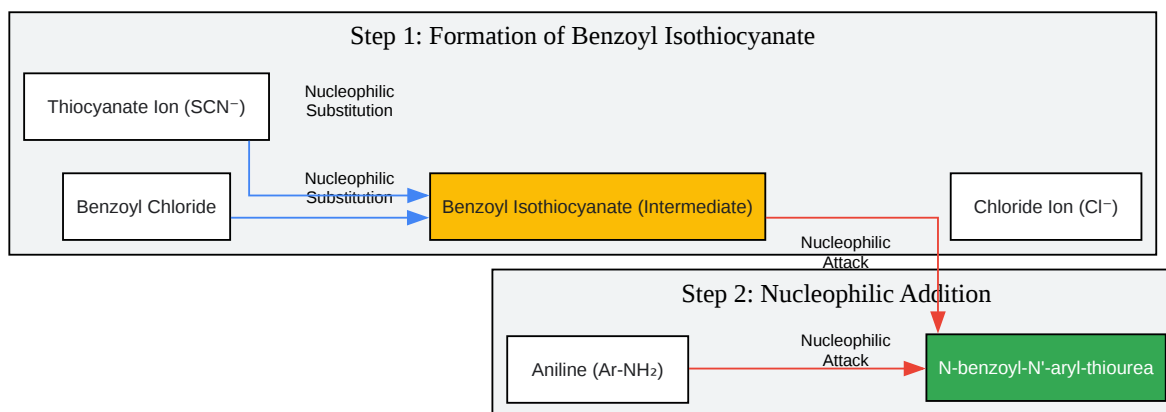 Step 1: Formation of Benzoyl Isothiocyanate
Thiocyanate Ion (SCN⁻)
Nucleophilic
Substitution
Benzoyl Chloride
Nucleophilic
Substitution
Benzoyl Isothiocyanate (Intermediate)
Chloride Ion (Cl⁻)
Nucleophilic
Attack
Step 2: Nucleophilic Addition
Aniline (Ar-NH₂)
Nucleophilic
Attack
N-benzoyl-N'-aryl-thiourea